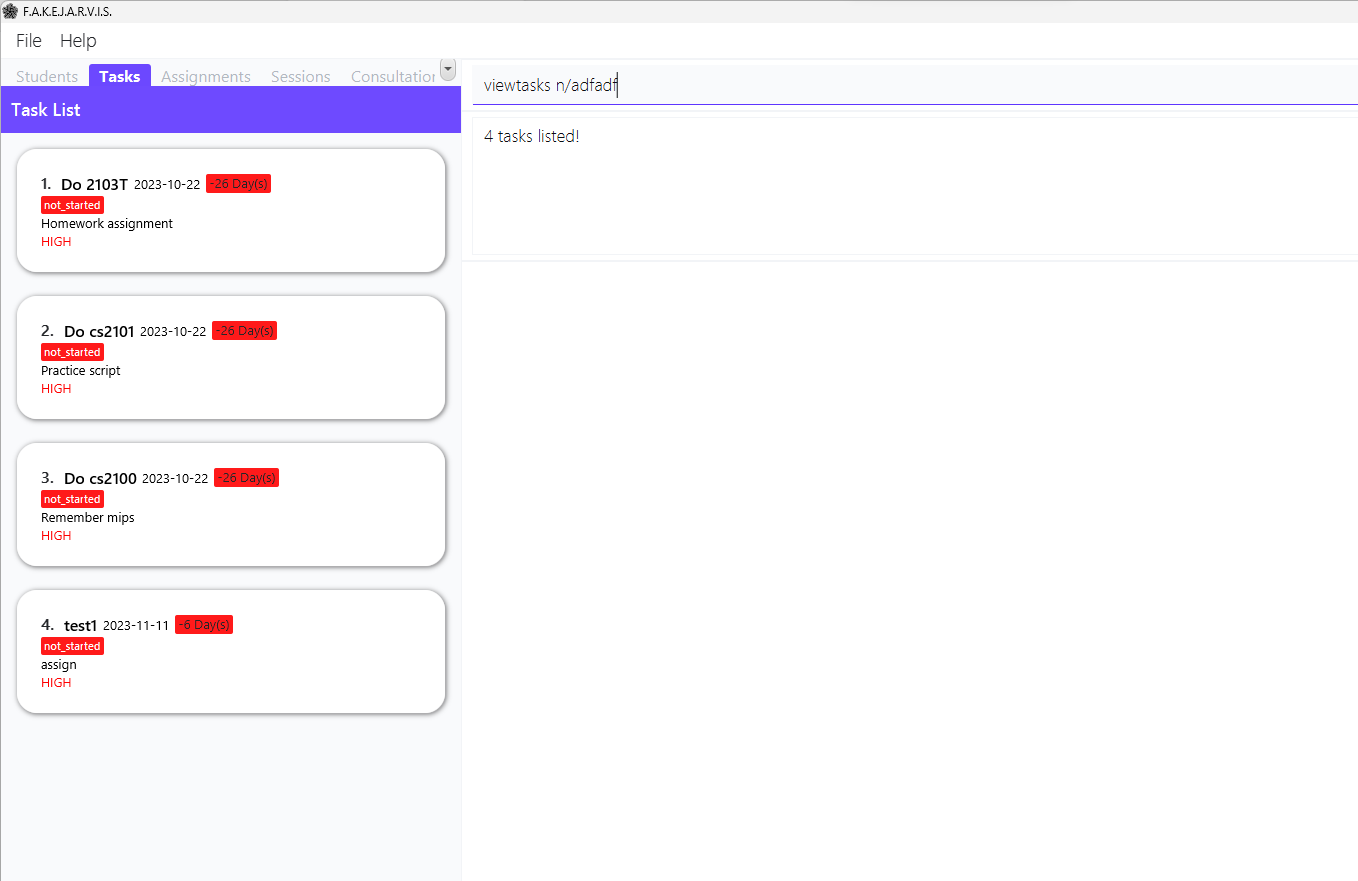 F.A.K.E.J.A.R.V.I.S.
File Help
Students Tasks Assignments Sessions Consultation
Task List
1. Do 2103T 2023-10-22 -26 Day(s)
not_started
Homework assignment
HIGH
2. Do cs2101 2023-10-22 -26 Day(s)
not_started
Practice script
HIGH
3. Do cs2100 2023-10-22 -26 Day(s)
not_started
Remember mips
HIGH
4. test1 2023-11-11 -6 Day(s)
not_started
assign
HIGH
viewtasks n/adfadf
4 tasks listed!